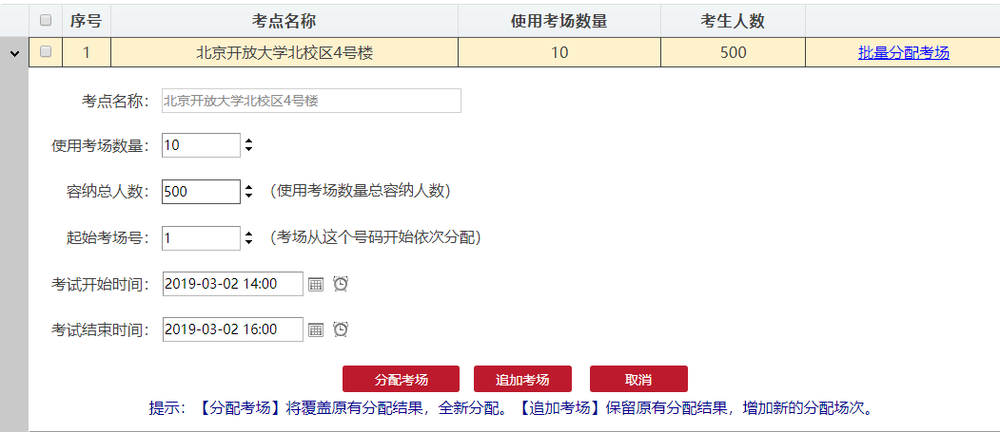 序号 考点名称 使用考场数量 考生人数
1 北京开放大学北校区4号楼 10 500 批量分配考场
考点名称： 北京开放大学北校区4号楼
使用考场数量： 10
容纳总人数： 500 （使用考场数量总容纳人数）
起始考场号： 1 （考场从这个号码开始依次分配）
考试开始时间： 2019-03-02 14:00
考试结束时间： 2019-03-02 16:00
分配考场 追加考场 取消
提示：【分配考场】将覆盖原有分配结果，全新分配。【追加考场】保留原有分配结果，增加新的分配场次。